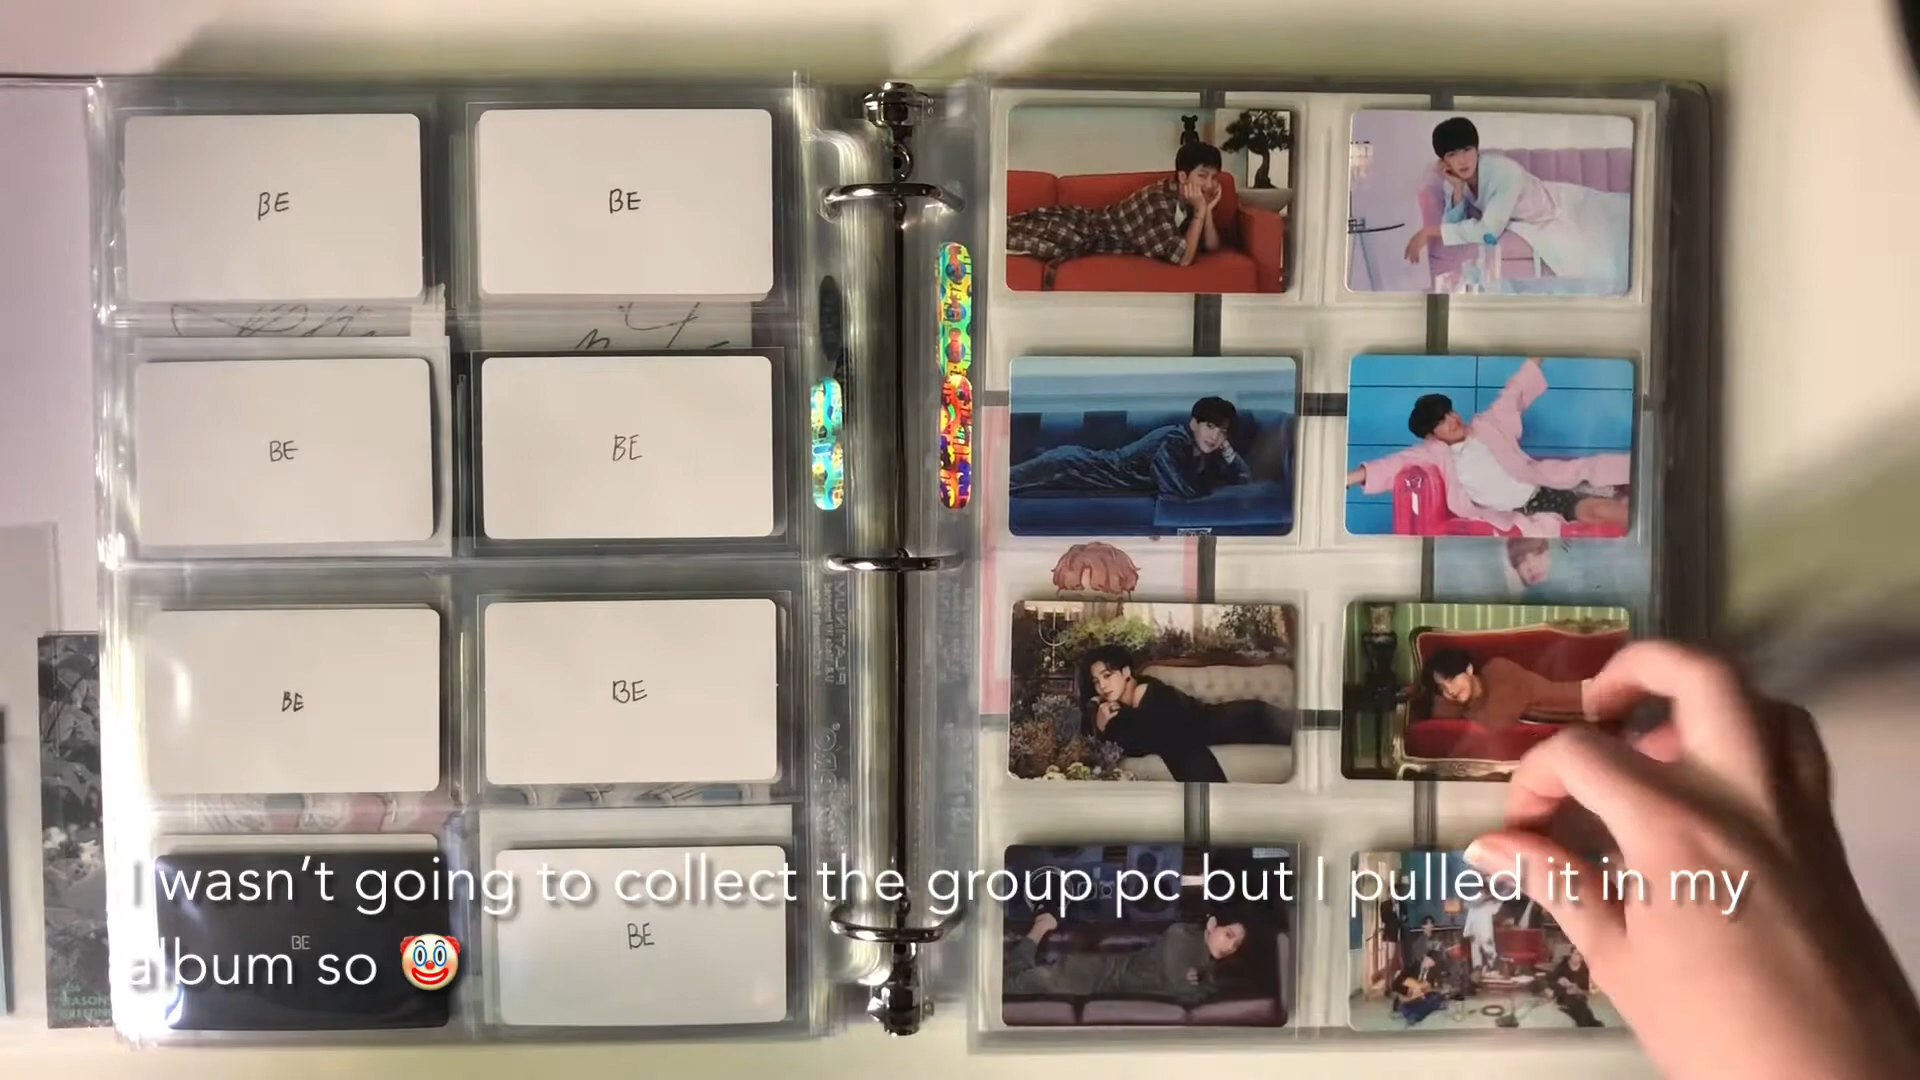 BE
BE
BE
BE
BE
BE
BE
BE
I wasn't going to collect the group pc but I pulled it in my
album so 🤡